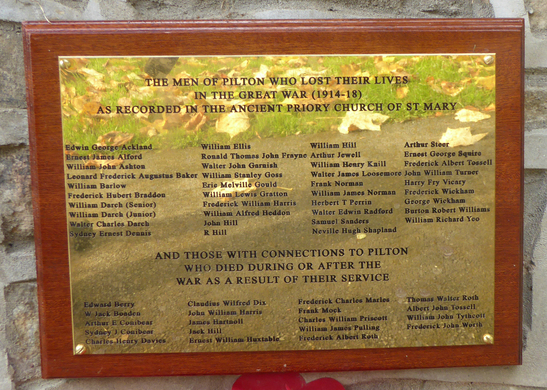 THE MEN OF PILTON WHO LOST THEIR LIVES
IN THE GREAT WAR (1914-18)
AS RECORDED IN THE ANCIENT PRIORY CHURCH OF ST MARY
Edwin George Ackland
Ernest James Alford
William John Ashton
Leonard Frederick Augustus Baker
William Barlow
Frederick Hubert Braddon
William Darch (Senior)
William Darch (Junior)
Walter Charles Darch
Sydney Ernest Dennis
William Ellis
Ronald Thomas John Frayne
Walter John Garnish
William Stanley Goss
Eric Melville Gould
William Lewis Gratton
Frederick William Harris
William Alfred Heddon
John Hill
R Hill
William Hill
Arthur Jewell
William Henry Knill
Walter James Loosemore
Frank Norman
William James Norman
Herbert T Perrin
Walter Edwin Radford
Samuel Sanders
Neville Hugh Shapland
Arthur Steer
Ernest George Squire
Frederick Albert Tossell
John William Turner
Harry Fry Vicary
Frederick Wickham
George Wickham
Burton Robert Williams
William Richard Yeo
AND THOSE WITH CONNECTIONS TO PILTON
WHO DIED DURING OR AFTER THE
WAR AS A RESULT OF THEIR SERVICE
Edward Berry
W Jack Bowden
Arthur E Conibear
Sydney J Conibear
Charles Henry Davies
Claudius Wilfred Dix
John William Harris
James Hartnoll
Jack Hill
Ernest William Huxtable
Frederick Charles Marles
Frank Mock
Charles William Priscott
William James Pulling
Frederick Albert Roth
Thomas Walter Roth
Albert John Tossell
William John Tythcott
Frederick John Worth